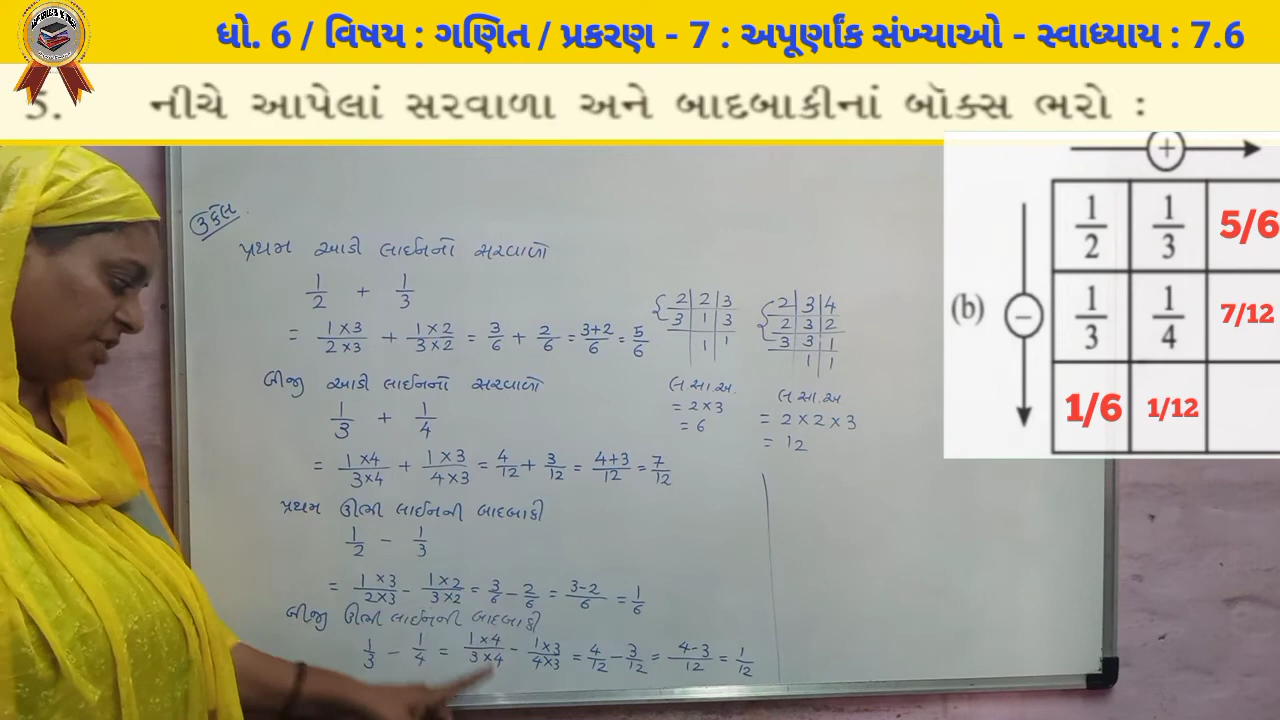 ધો. 6 / વિષય : ગણિત / પ્રકરણ - 7 : અપૂર્ણાંક સંખ્યાઓ - સ્વાધ્યાય : 7.6
5. નીચે આપેલાં સરવાળા અને બાદબાકીનાં બૉક્સ ભરો :
ઉકેલ
પ્રથમ આડી લાઈનનો સરવાળો
1/2 + 1/3
= 1×3/2×3 + 1×2/3×2 = 3/6 + 2/6 = 3+2/6 = 5/6
બીજી આડી લાઈનનો સરવાળો
1/3 + 1/4
= 1×4/3×4 + 1×3/4×3 = 4/12 + 3/12 = 4+3/12 = 7/12
પ્રથમ ઊભી લાઈનની બાદબાકી
1/2 − 1/3
= 1×3/2×3 − 1×2/3×2 = 3/6 − 2/6 = 3-2/6 = 1/6
બીજી ઊભી લાઈનની બાદબાકી
1/3 − 1/4 = 1×4/3×4 − 1×3/4×3 = 4/12 − 3/12 = 4-3/12 = 1/12
2 2 3
3 1 3
1 1
લ.સા.અ.
= 2×3
= 6
2 3 4
2 3 2
3 3 1
1 1
લ.સા.અ
= 2×2×3
= 12
+
1/2 1/3 5/6
(b) −
1/3 1/4 7/12
1/6 1/12